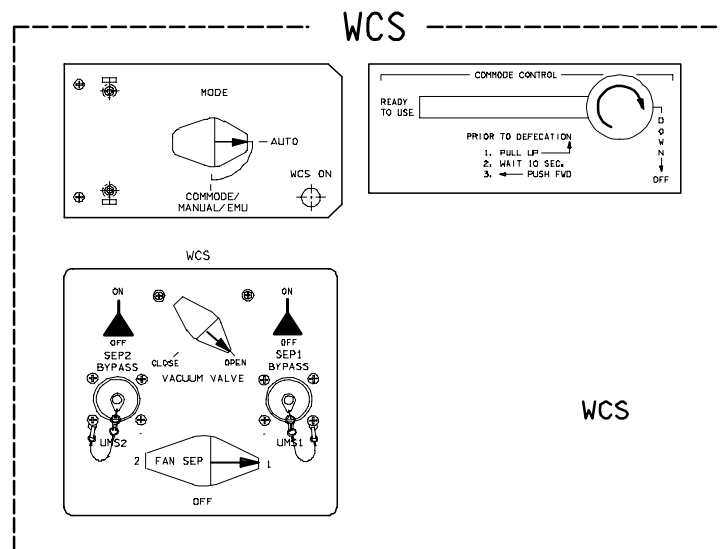 WCS
MODE
AUTO
WCS ON
COMMODE/
MANUAL/EMU
COMMODE CONTROL
READY
TO USE
PRIOR TO DEFECATION
1. PULL UP
2. WAIT 10 SEC.
3. PUSH FWD
DOWN
OFF
WCS
ON
OFF
SEP2
BYPASS
CLOSE
OPEN
VACUUM VALVE
ON
OFF
SEP1
BYPASS
UMS2
UMS1
2
FAN SEP
1
OFF
WCS